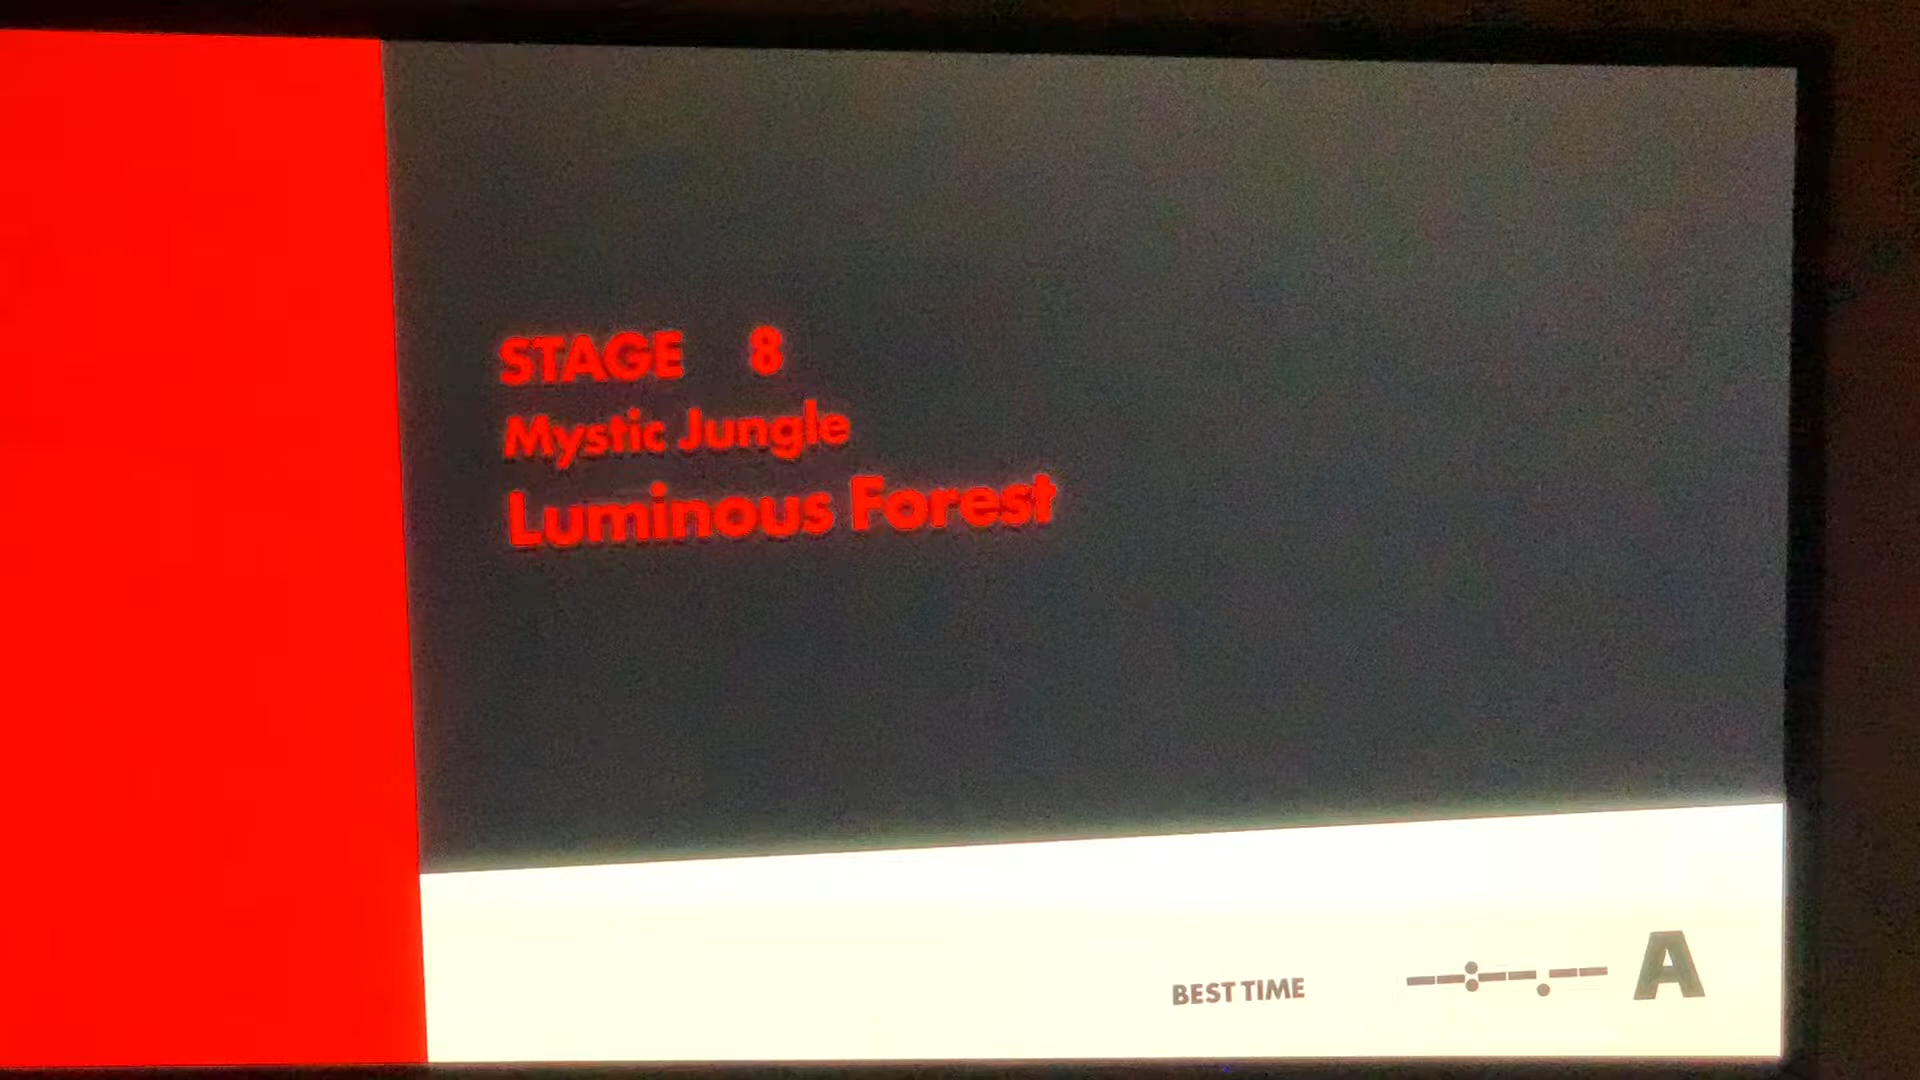 STAGE 8
Mystic Jungle
Luminous Forest
BEST TIME --:--.-- A